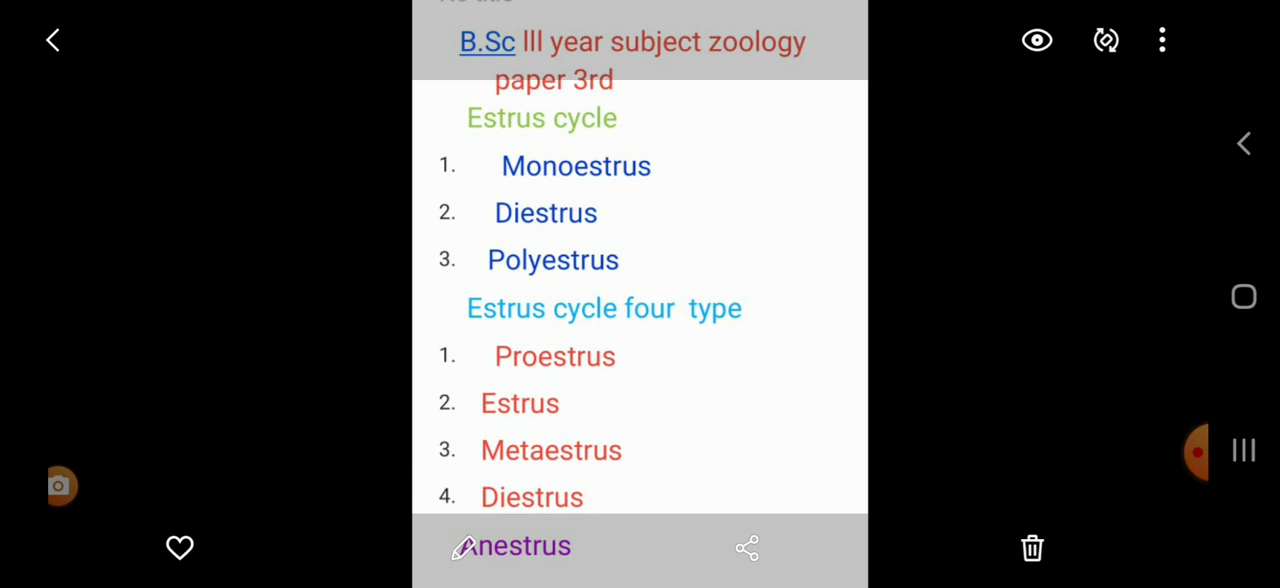 B.Sc lll year subject zoology
paper 3rd
Estrus cycle
1. Monoestrus
2. Diestrus
3. Polyestrus
Estrus cycle four type
1. Proestrus
2. Estrus
3. Metaestrus
4. Diestrus
Anestrus